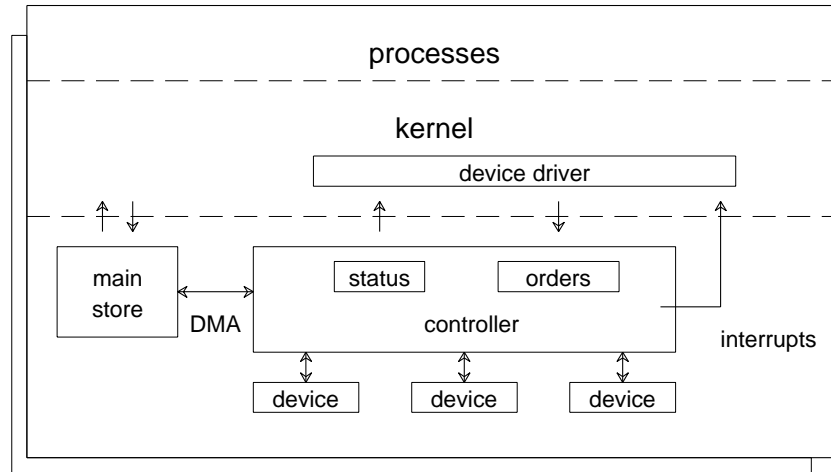 processes
kernel
device driver
main
store
status
orders
DMA
controller
interrupts
device
device
device